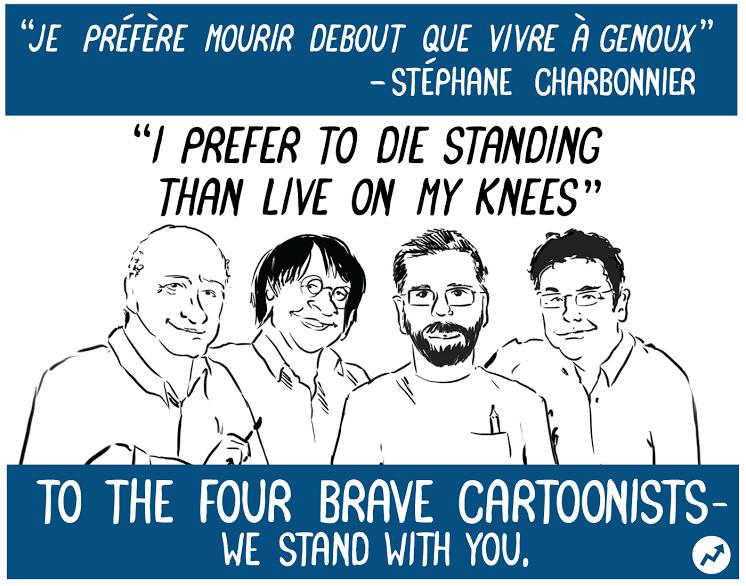 “JE PRÉFÈRE MOURIR DEBOUT QUE VIVRE À GENOUX”
– STÉPHANE CHARBONNIER
“I PREFER TO DIE STANDING
THAN LIVE ON MY KNEES”
TO THE FOUR BRAVE CARTOONISTS–
WE STAND WITH YOU.